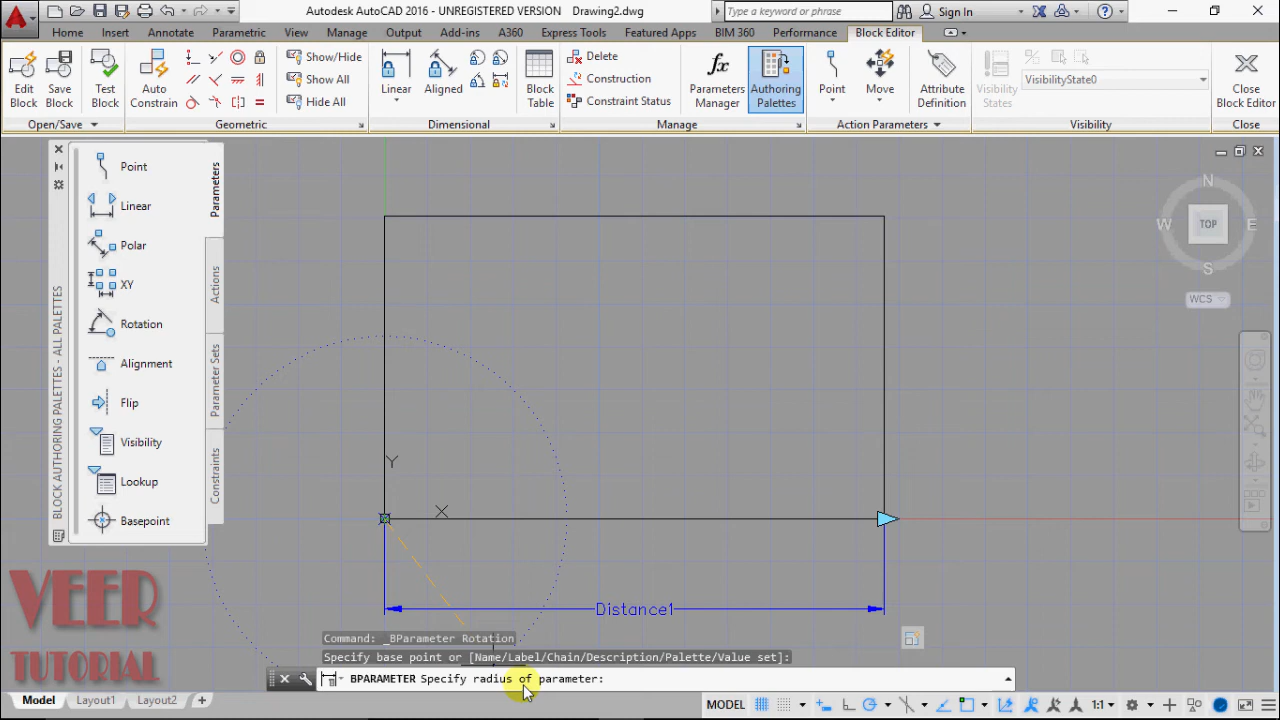 Autodesk AutoCAD 2016 - UNREGISTERED VERSION Drawing2.dwg
Type a keyword or phrase
Sign In
Home Insert Annotate Parametric View Manage Output Add-ins A360 Express Tools Featured Apps BIM 360 Performance Block Editor
Edit Block
Save Block
Test Block
Auto Constrain
Show/Hide
Show All
Hide All
Linear
Aligned
Block Table
Delete
Construction
Constraint Status
Parameters Manager
Authoring Palettes
Point
Move
Attribute Definition
Visibility States
VisibilityState0
Close Block Editor
Open/Save Geometric Dimensional Manage Action Parameters Visibility Close
BLOCK AUTHORING PALETTES - ALL PALETTES
Point
Linear
Polar
XY
Rotation
Alignment
Flip
Visibility
Lookup
Basepoint
Parameters
Actions
Parameter Sets
Constraints
N
W TOP E
S
WCS
Y
X
Distance1
VEER
TUTORIAL
Command: _BParameter Rotation
Specify base point or [Name/Label/Chain/Description/Palette/Value set]:
BPARAMETER Specify radius of parameter:
Model Layout1 Layout2 +
MODEL 1:1